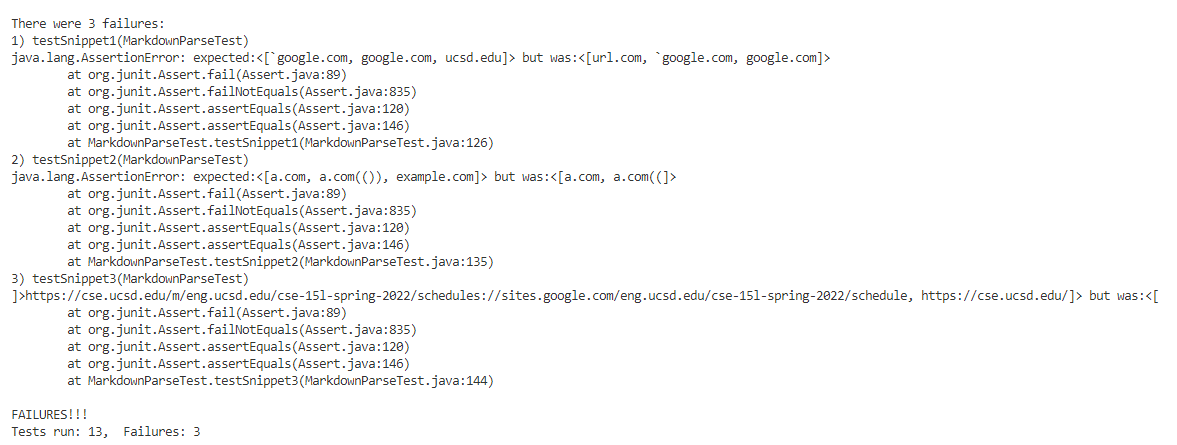 There were 3 failures:
1) testSnippet1(MarkdownParseTest)
java.lang.AssertionError: expected:<[`google.com, google.com, ucsd.edu]> but was:<[url.com, `google.com, google.com]>
        at org.junit.Assert.fail(Assert.java:89)
        at org.junit.Assert.failNotEquals(Assert.java:835)
        at org.junit.Assert.assertEquals(Assert.java:120)
        at org.junit.Assert.assertEquals(Assert.java:146)
        at MarkdownParseTest.testSnippet1(MarkdownParseTest.java:126)
2) testSnippet2(MarkdownParseTest)
java.lang.AssertionError: expected:<[a.com, a.com(()), example.com]> but was:<[a.com, a.com((]>
        at org.junit.Assert.fail(Assert.java:89)
        at org.junit.Assert.failNotEquals(Assert.java:835)
        at org.junit.Assert.assertEquals(Assert.java:120)
        at org.junit.Assert.assertEquals(Assert.java:146)
        at MarkdownParseTest.testSnippet2(MarkdownParseTest.java:135)
3) testSnippet3(MarkdownParseTest)
]>https://cse.ucsd.edu/m/eng.ucsd.edu/cse-15l-spring-2022/schedules://sites.google.com/eng.ucsd.edu/cse-15l-spring-2022/schedule, https://cse.ucsd.edu/]> but was:<[
        at org.junit.Assert.fail(Assert.java:89)
        at org.junit.Assert.failNotEquals(Assert.java:835)
        at org.junit.Assert.assertEquals(Assert.java:120)
        at org.junit.Assert.assertEquals(Assert.java:146)
        at MarkdownParseTest.testSnippet3(MarkdownParseTest.java:144)

FAILURES!!!
Tests run: 13,  Failures: 3